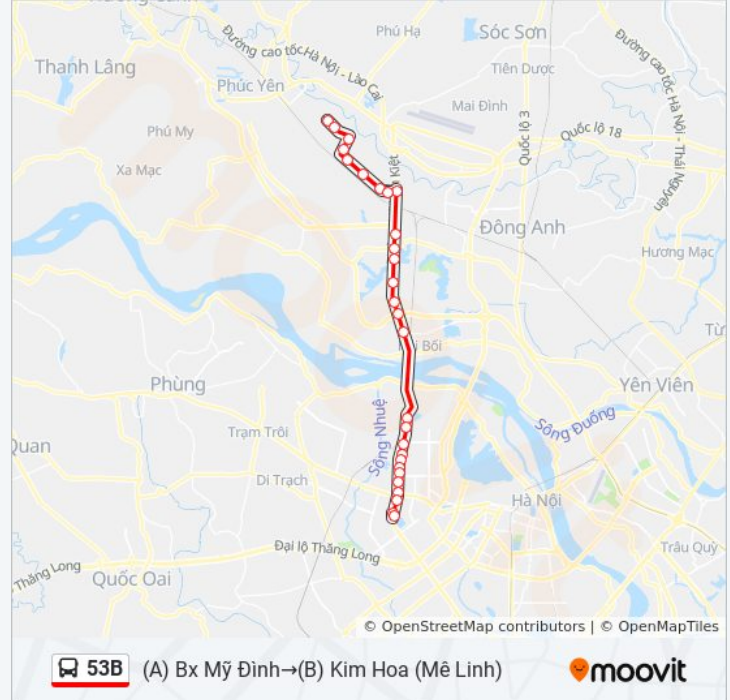 Phú Hạ
Sóc Sơn
Đường cao tốc Hà Nội - Lào Cai
Đường cao tốc Hà Nội - Thái Nguyên
Thanh Lâng
Tiên Dược
Phúc Yên
Mai Đình
Quốc lộ 3
Quốc lộ 18
Phú My
Xa Mạc
Kiệt
Đông Anh
Hương Mạc
Từ
Bối
Phùng
Yên Viên
Sông Nhuệ
Sông Đuống
Trạm Trôi
Quan
Di Trạch
Hà Nội
Đại lộ Thăng Long
Trâu Quỳ
Thăng Long
Quốc Oai
© OpenStreetMap contributors | © OpenMapTiles
53B (A) Bx Mỹ Đình→(B) Kim Hoa (Mê Linh)
moovit